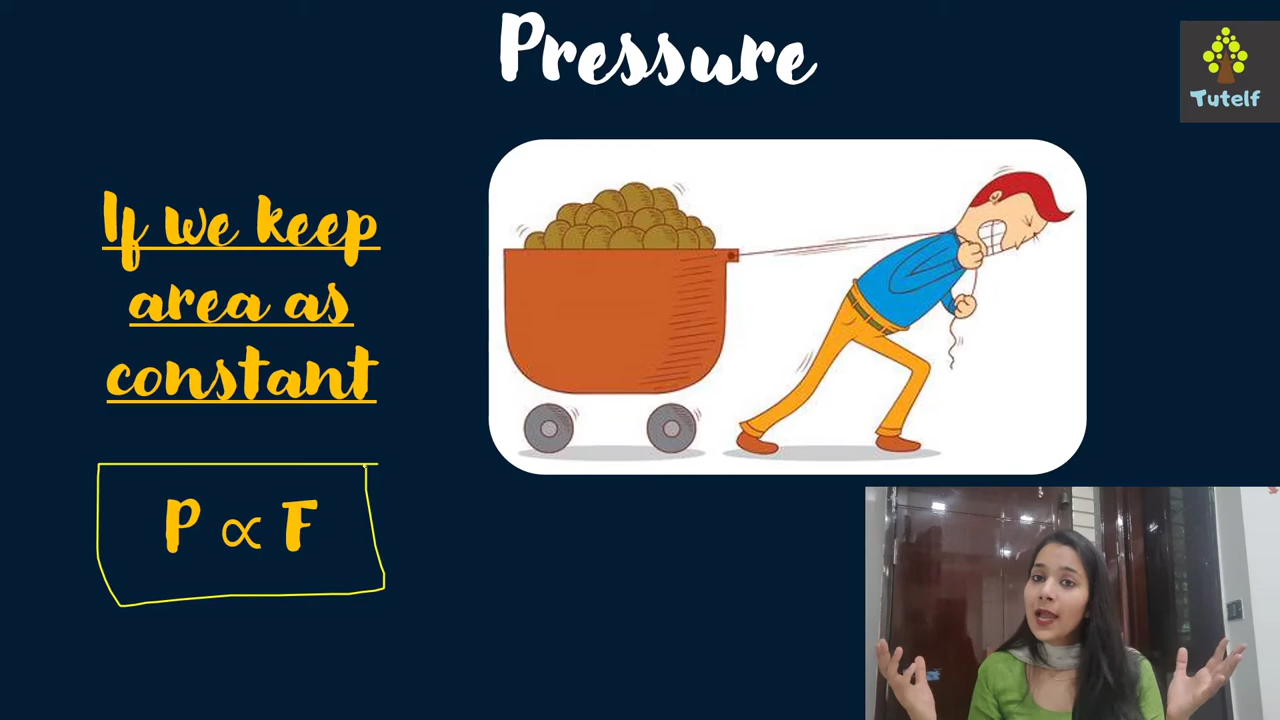 Pressure
Tutelf
If we keep
area as
constant
P ∝ F